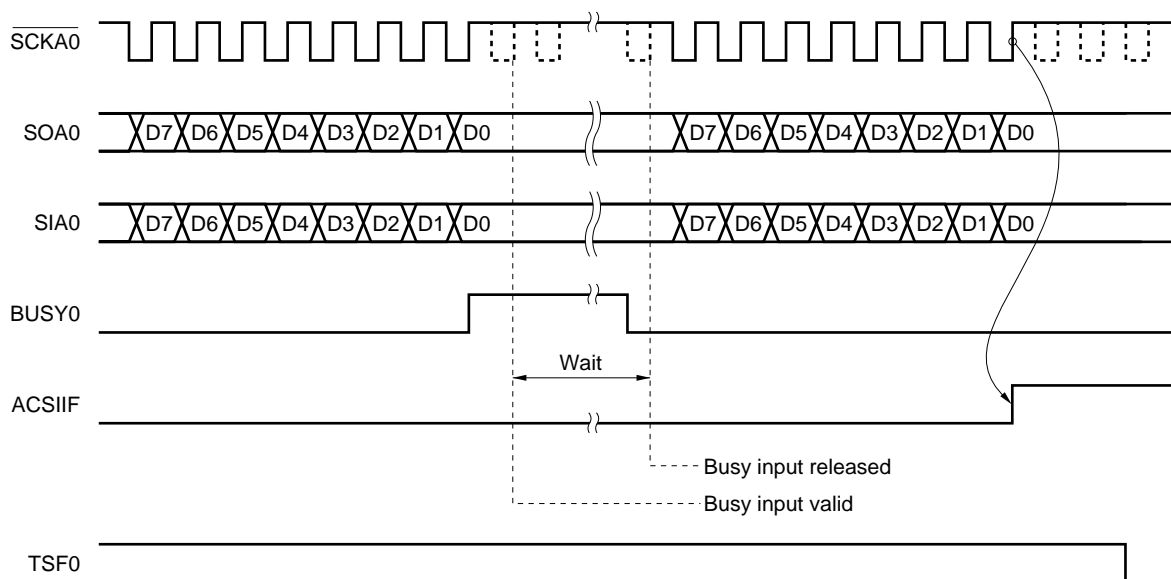 SCKA0
SOA0 D7 D6 D5 D4 D3 D2 D1 D0 D7 D6 D5 D4 D3 D2 D1 D0
SIA0 D7 D6 D5 D4 D3 D2 D1 D0 D7 D6 D5 D4 D3 D2 D1 D0
BUSY0
Wait
ACSIIF
Busy input released
Busy input valid
TSF0